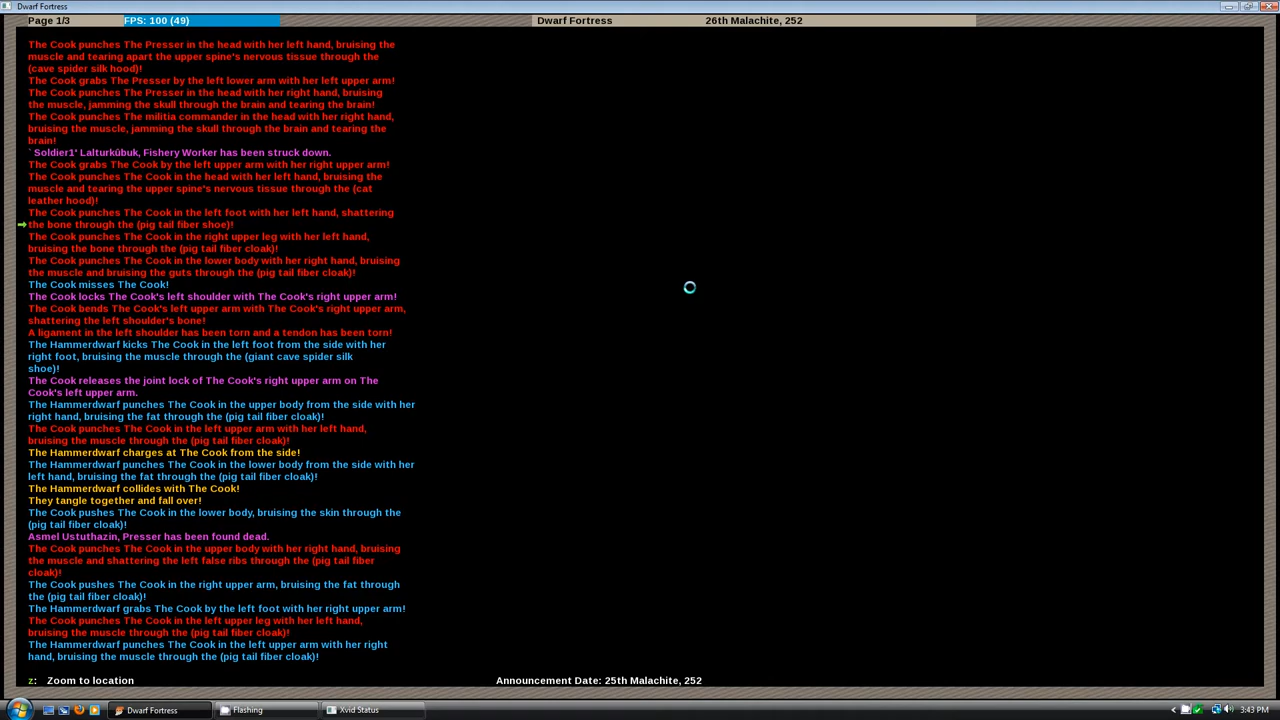 Dwarf Fortress
Page 1/3
FPS: 100 (49)
Dwarf Fortress
26th Malachite, 252
The Cook punches The Presser in the head with her left hand, bruising the
muscle and tearing apart the upper spine's nervous tissue through the
(cave spider silk hood)!
The Cook grabs The Presser by the left lower arm with her left upper arm!
The Cook punches The Presser in the head with her right hand, bruising
the muscle, jamming the skull through the brain and tearing the brain!
The Cook punches The militia commander in the head with her right hand,
bruising the muscle, jamming the skull through the brain and tearing the
brain!
`Soldier1' Lalturkûbuk, Fishery Worker has been struck down.
The Cook grabs The Cook by the left upper arm with her right upper arm!
The Cook punches The Cook in the head with her left hand, bruising the
muscle and tearing the upper spine's nervous tissue through the (cat
leather hood)!
The Cook punches The Cook in the left foot with her left hand, shattering
the bone through the (pig tail fiber shoe)!
The Cook punches The Cook in the right upper leg with her left hand,
bruising the bone through the (pig tail fiber cloak)!
The Cook punches The Cook in the lower body with her right hand, bruising
the muscle and bruising the guts through the (pig tail fiber cloak)!
The Cook misses The Cook!
The Cook locks The Cook's left shoulder with The Cook's right upper arm!
The Cook bends The Cook's left upper arm with The Cook's right upper arm,
shattering the left shoulder's bone!
A ligament in the left shoulder has been torn and a tendon has been torn!
The Hammerdwarf kicks The Cook in the left foot from the side with her
right foot, bruising the muscle through the (giant cave spider silk
shoe)!
The Cook releases the joint lock of The Cook's right upper arm on The
Cook's left upper arm.
The Hammerdwarf punches The Cook in the upper body from the side with her
right hand, bruising the fat through the (pig tail fiber cloak)!
The Cook punches The Cook in the left upper arm with her left hand,
bruising the muscle through the (pig tail fiber cloak)!
The Hammerdwarf charges at The Cook from the side!
The Hammerdwarf punches The Cook in the lower body from the side with her
left hand, bruising the fat through the (pig tail fiber cloak)!
The Hammerdwarf collides with The Cook!
They tangle together and fall over!
The Cook pushes The Cook in the lower body, bruising the skin through the
(pig tail fiber cloak)!
Asmel Ustuthazin, Presser has been found dead.
The Cook punches The Cook in the upper body with her right hand, bruising
the muscle and shattering the left false ribs through the (pig tail fiber
cloak)!
The Cook pushes The Cook in the right upper arm, bruising the fat through
the (pig tail fiber cloak)!
The Hammerdwarf grabs The Cook by the left foot with her right upper arm!
The Cook punches The Cook in the left upper leg with her left hand,
bruising the muscle through the (pig tail fiber cloak)!
The Hammerdwarf punches The Cook in the left upper arm with her right
hand, bruising the muscle through the (pig tail fiber cloak)!
z: Zoom to location
Announcement Date: 25th Malachite, 252
Dwarf Fortress
Flashing
Xvid Status
3:43 PM